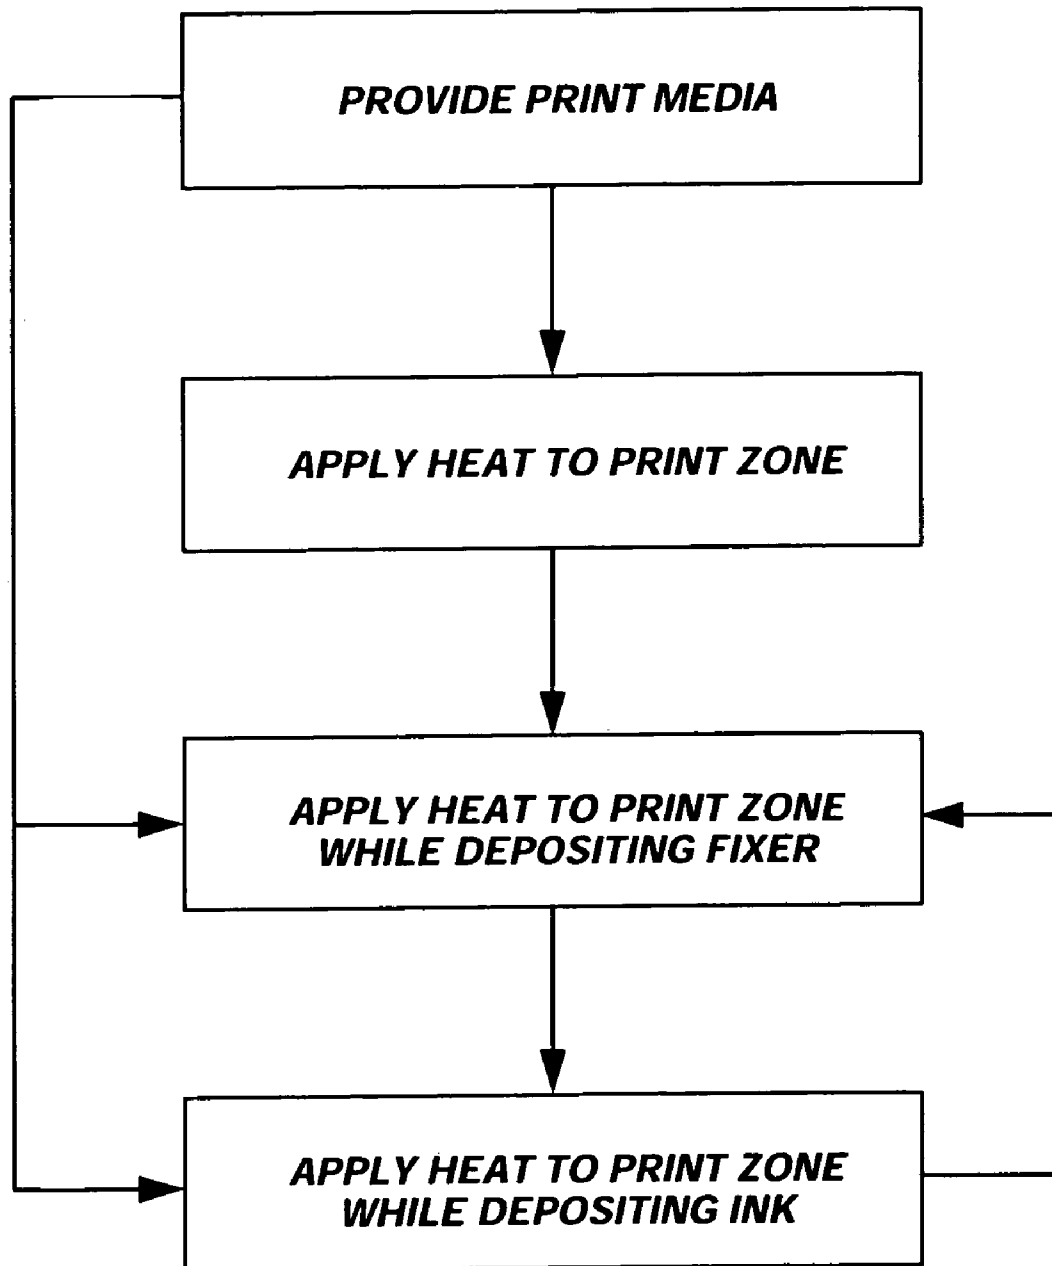 PROVIDE PRINT MEDIA
APPLY HEAT TO PRINT ZONE
APPLY HEAT TO PRINT ZONE
WHILE DEPOSITING FIXER
APPLY HEAT TO PRINT ZONE
WHILE DEPOSITING INK